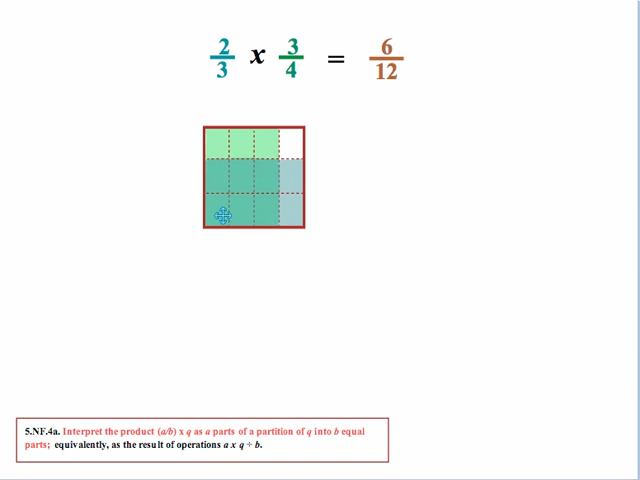 2/3 x 3/4 = 6/12
5.NF.4a. Interpret the product (a/b) x q as a parts of a partition of q into b equal
parts; equivalently, as the result of operations a x q ÷ b.